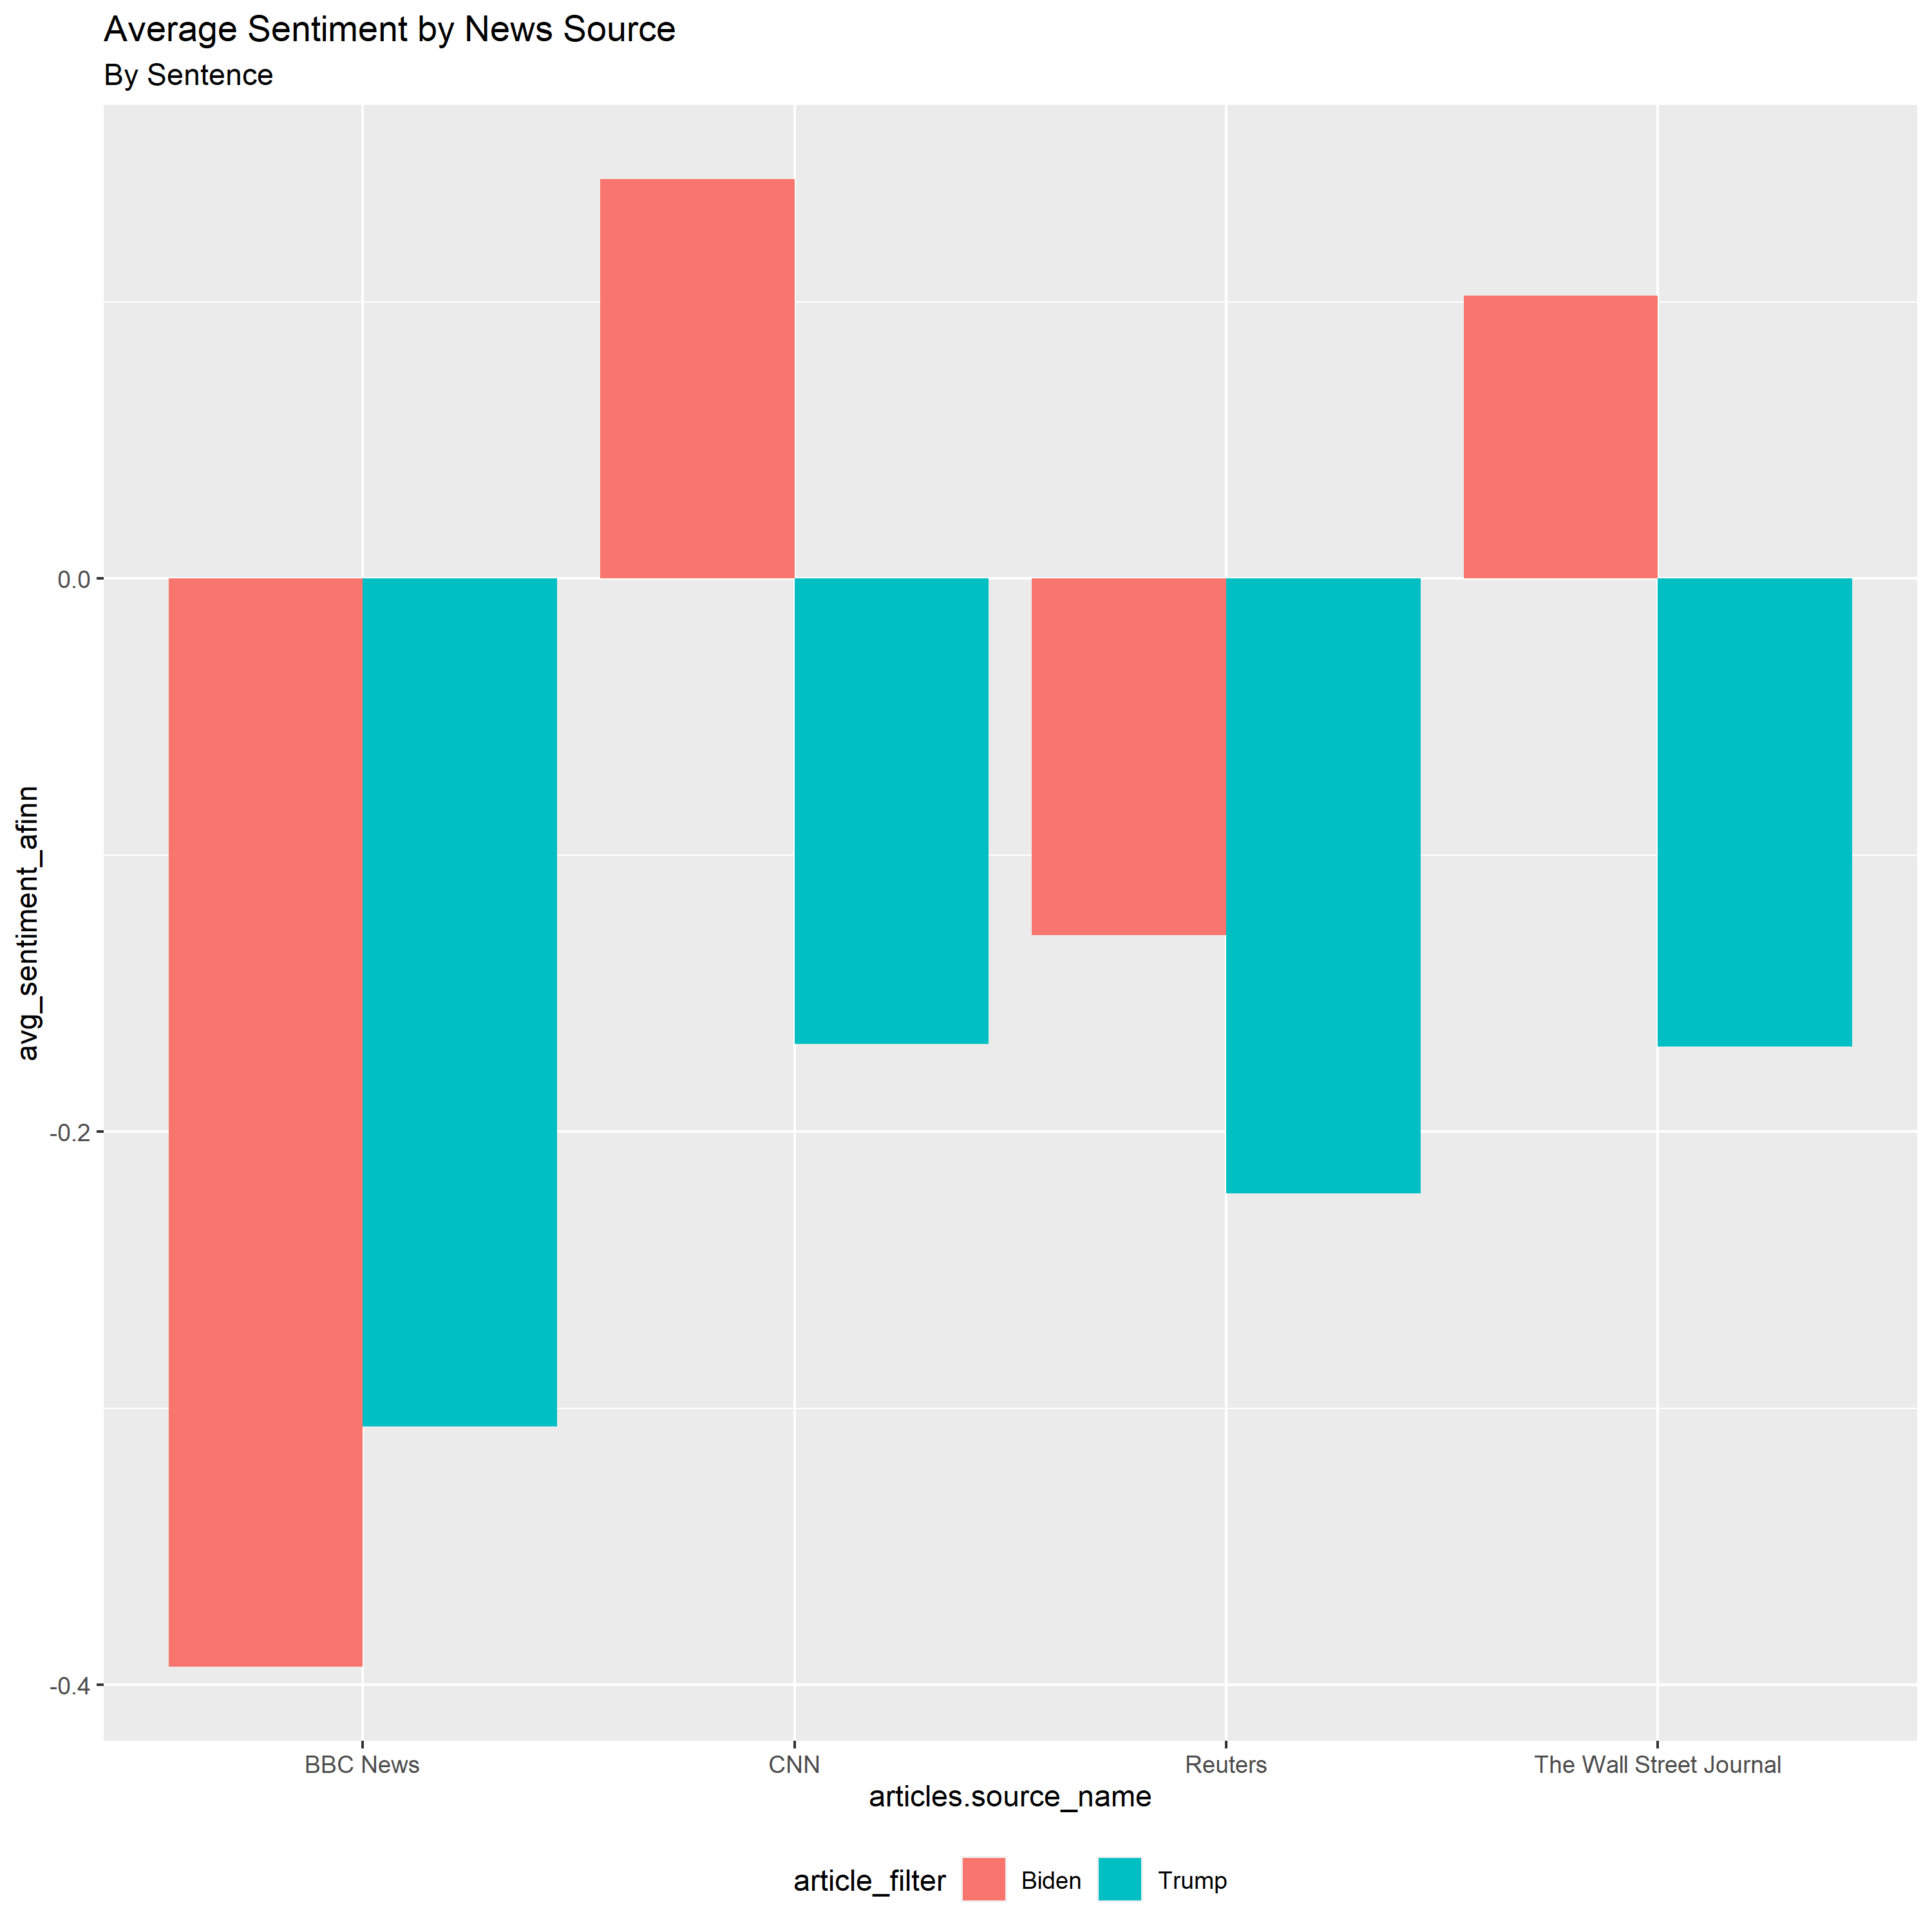 Average Sentiment by News Source
By Sentence
avg_sentiment_afinn
0.0
-0.2
-0.4
BBC News
CNN
Reuters
The Wall Street Journal
articles.source_name
article_filter
Biden
Trump